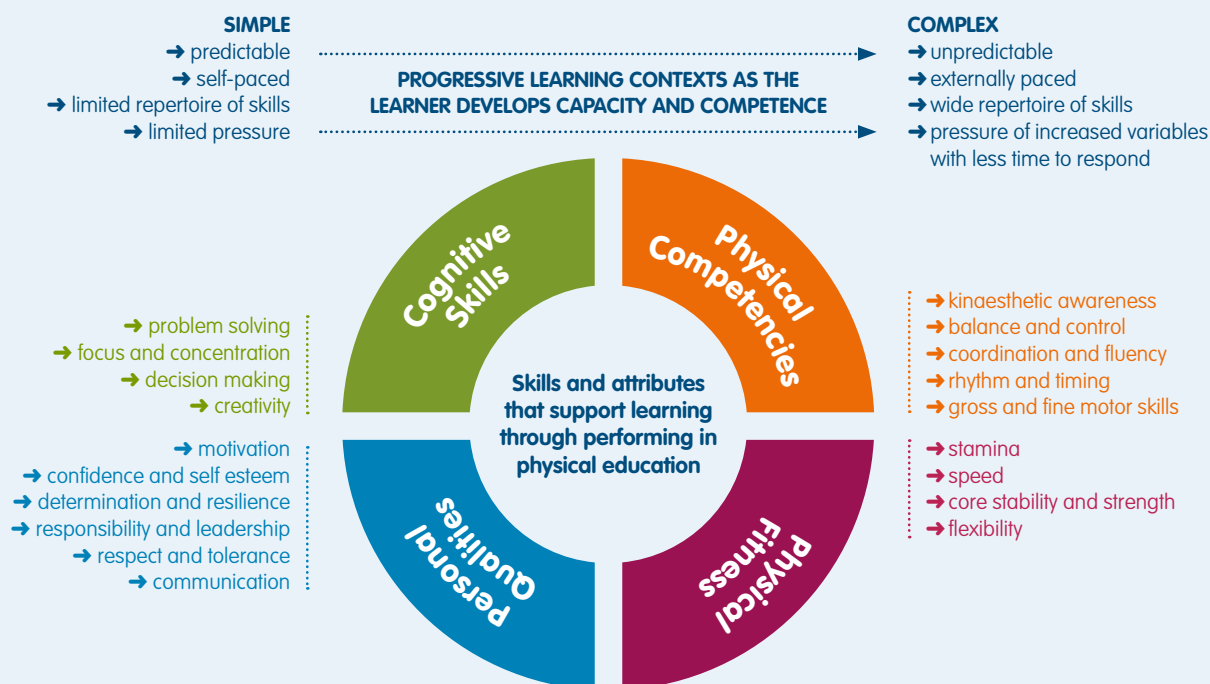 SIMPLE
➔ predictable
➔ self-paced
➔ limited repertoire of skills
➔ limited pressure
PROGRESSIVE LEARNING CONTEXTS AS THE
LEARNER DEVELOPS CAPACITY AND COMPETENCE
COMPLEX
➔ unpredictable
➔ externally paced
➔ wide repertoire of skills
➔ pressure of increased variables
with less time to respond
Cognitive
Skills
➔ problem solving
➔ focus and concentration
➔ decision making
➔ creativity
Physical
Competencies
➔ kinaesthetic awareness
➔ balance and control
➔ coordination and fluency
➔ rhythm and timing
➔ gross and fine motor skills
Skills and attributes
that support learning
through performing in
physical education
Personal
Qualities
➔ motivation
➔ confidence and self esteem
➔ determination and resilience
➔ responsibility and leadership
➔ respect and tolerance
➔ communication
Physical
Fitness
➔ stamina
➔ speed
➔ core stability and strength
➔ flexibility